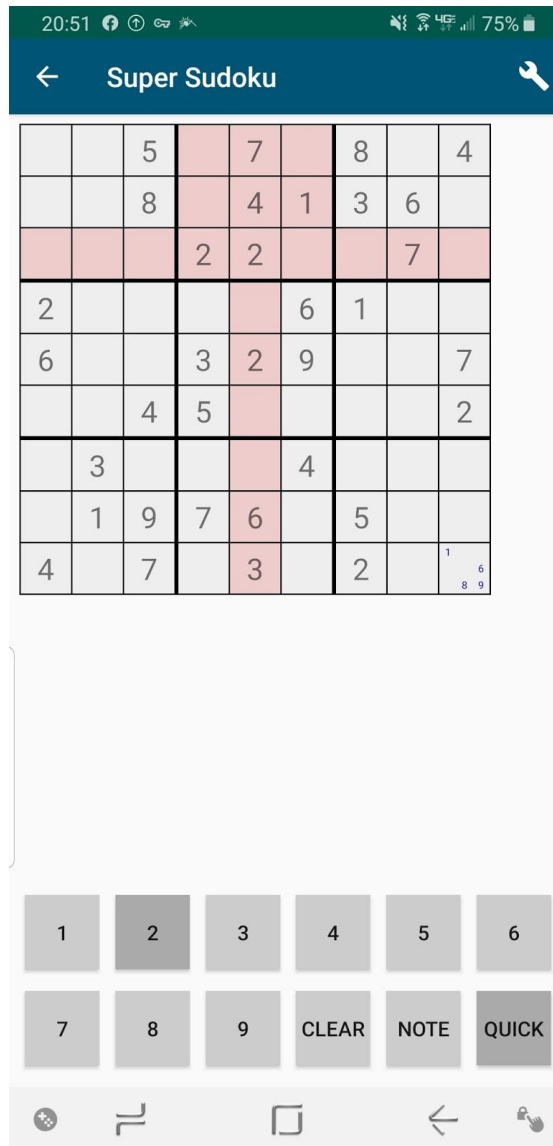 20:51 4G 75%
Super Sudoku
5 7 8 4
8 4 1 3 6
2 2 7
2 6 1
6 3 2 9 7
4 5 2
3 4
1 9 7 6 5
4 7 3 2 1 6 8 9
1 2 3 4 5 6
7 8 9 CLEAR NOTE QUICK